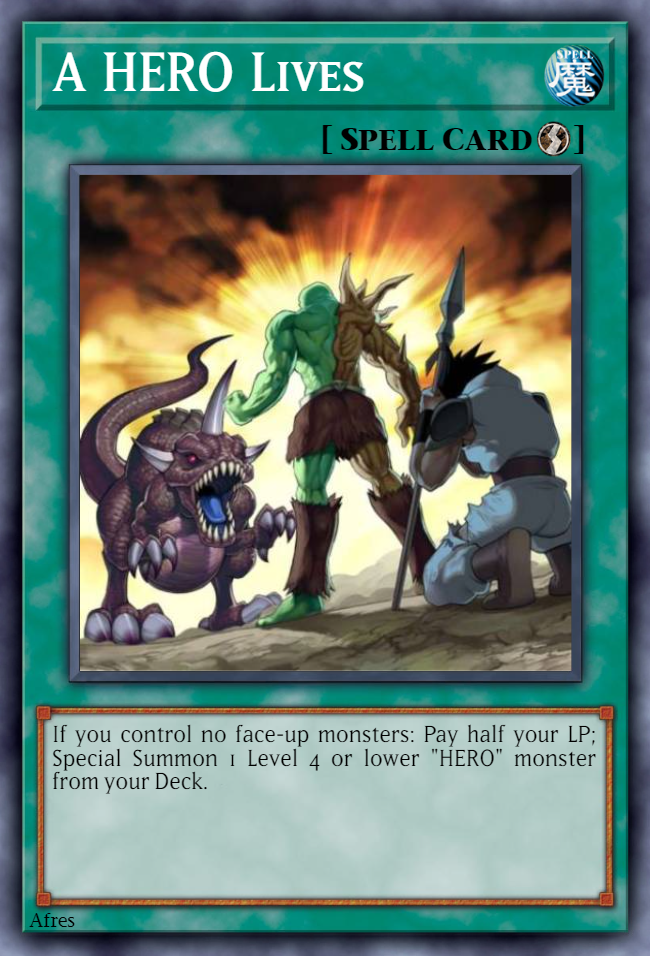 A HERO Lives
SPELL
魔
[ Spell Card ]
If you control no face-up monsters: Pay half your LP;
Special Summon 1 Level 4 or lower "HERO" monster
from your Deck.
Afres